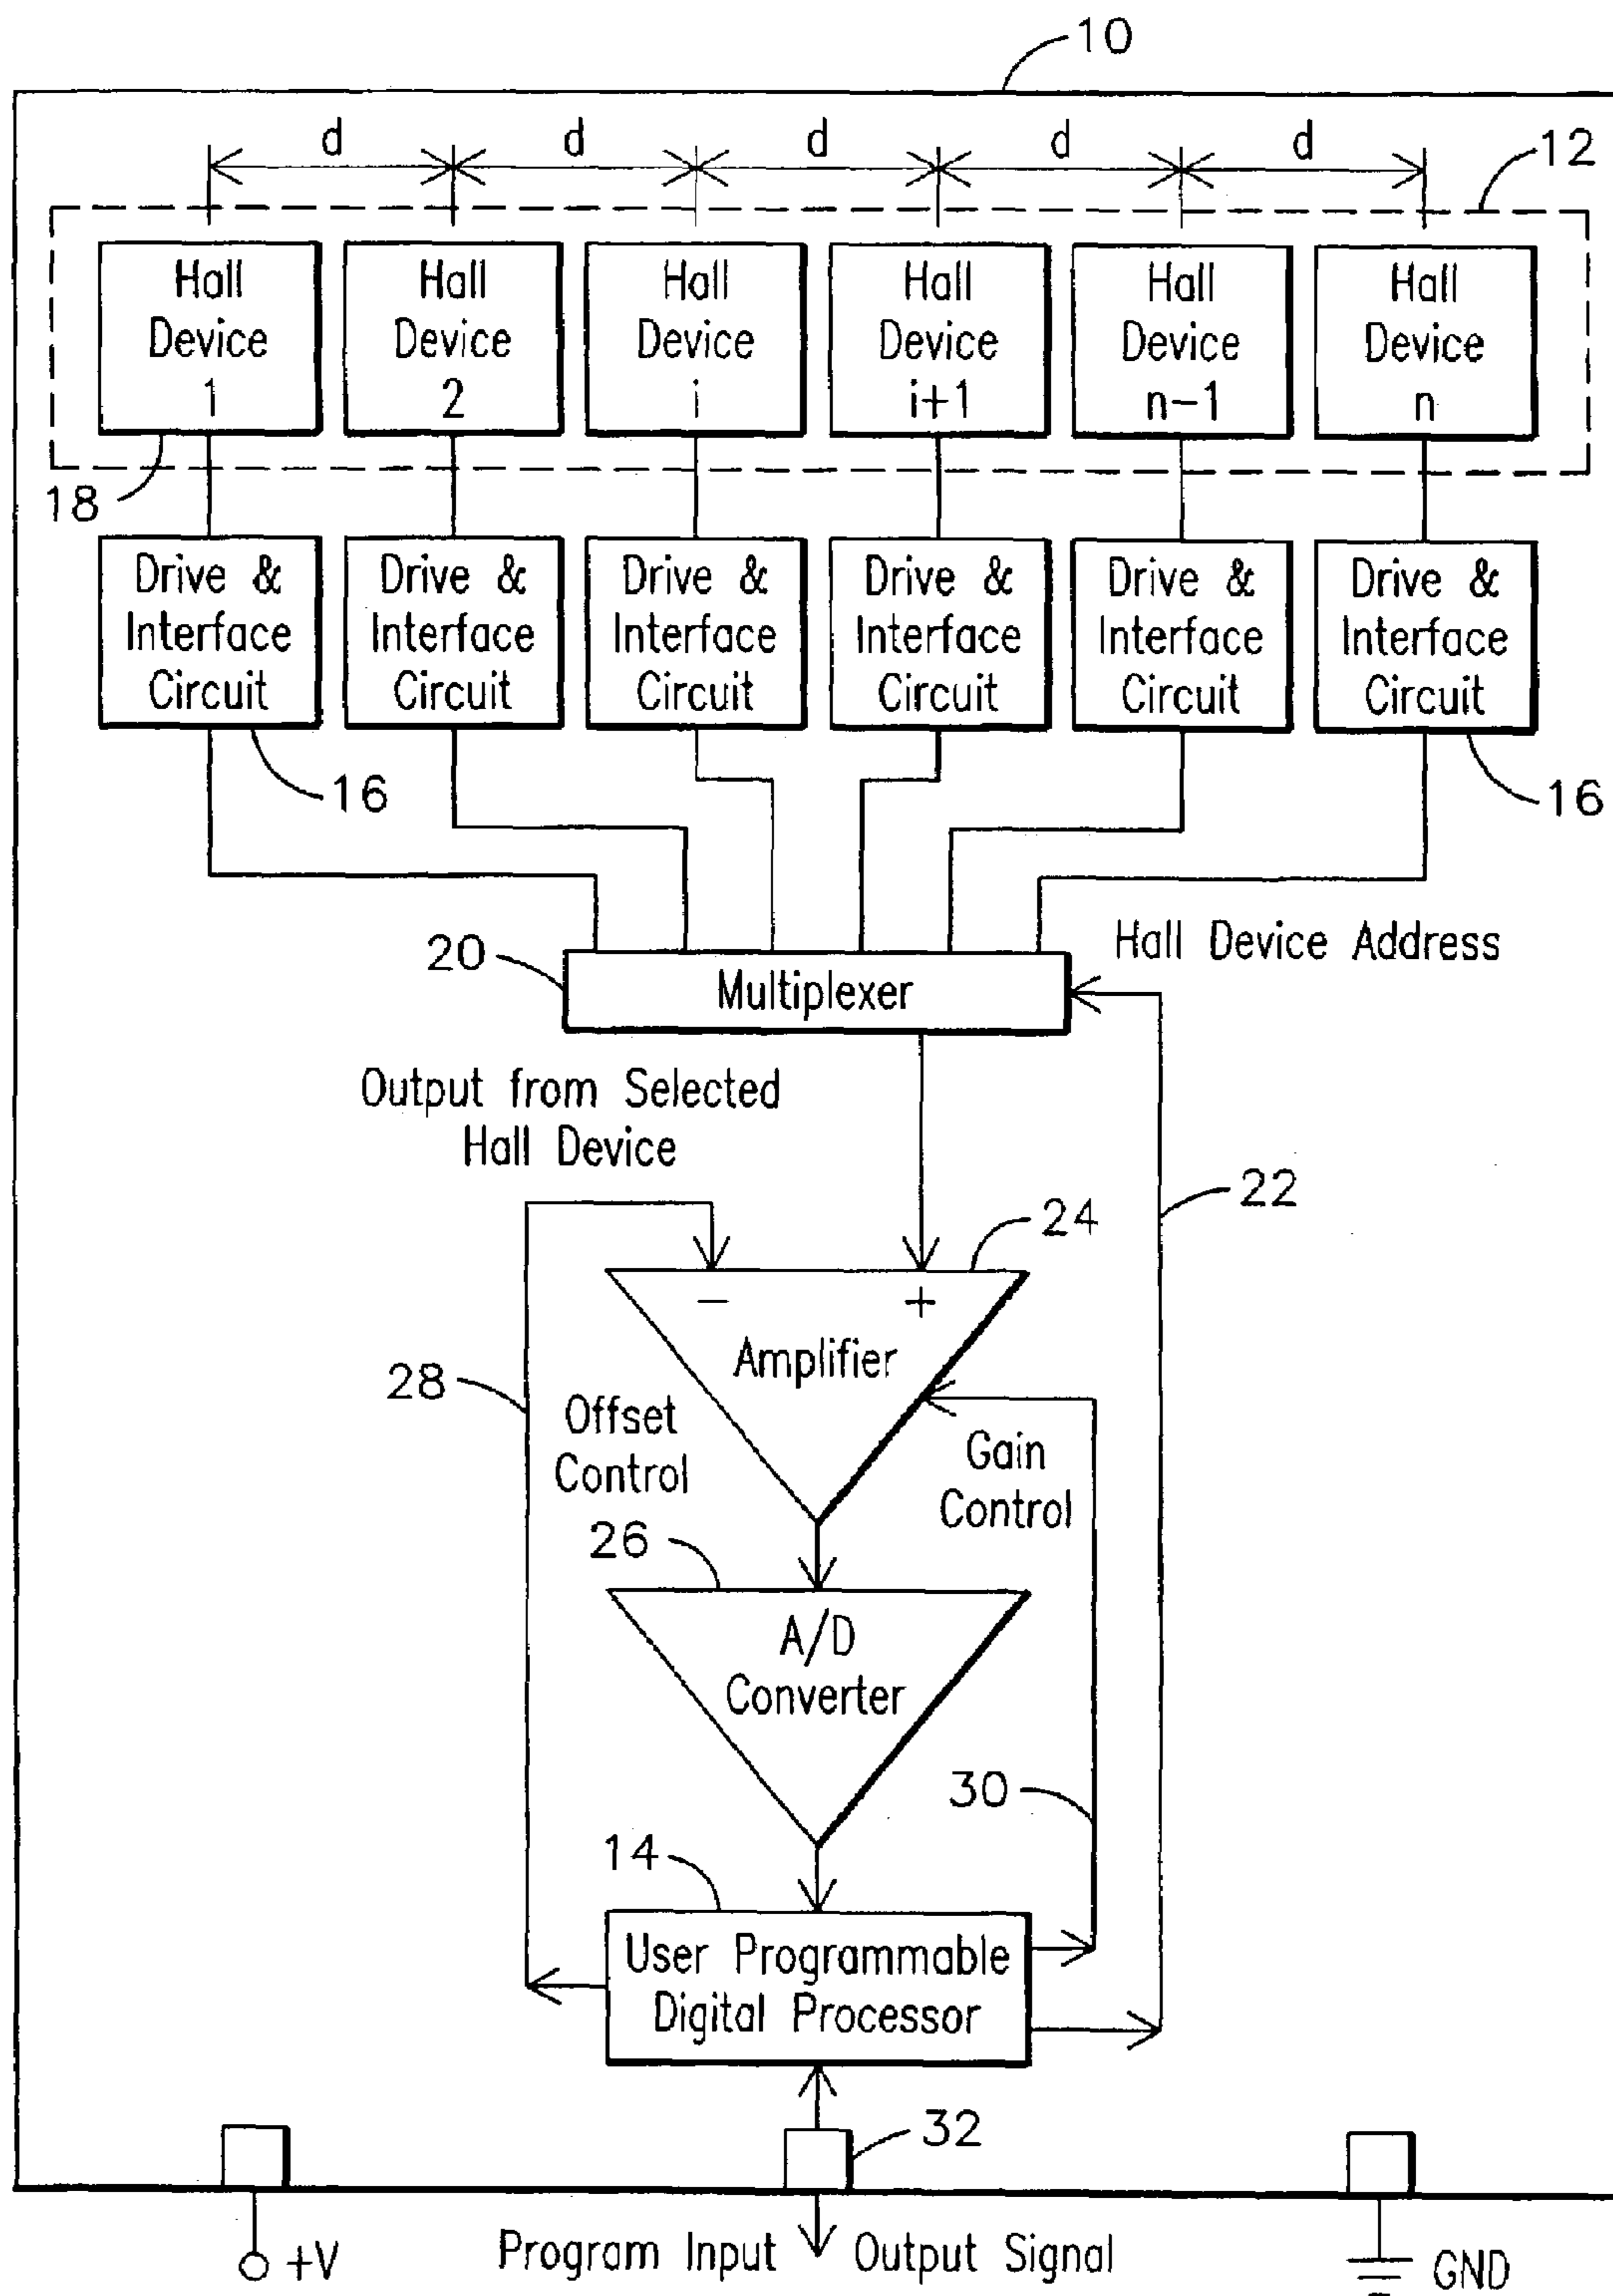 10
d d d d d
12
Hall Device 1
Hall Device 2
Hall Device i
Hall Device i+1
Hall Device n-1
Hall Device n
18
Drive & Interface Circuit
Drive & Interface Circuit
Drive & Interface Circuit
Drive & Interface Circuit
Drive & Interface Circuit
Drive & Interface Circuit
16
16
Hall Device Address
20
Multiplexer
Output from Selected
Hall Device
22
24
− +
Amplifier
28
Offset
Control
Gain
Control
26
A/D
Converter
30
14
User Programmable
Digital Processor
32
+V
Program Input
Output Signal
GND